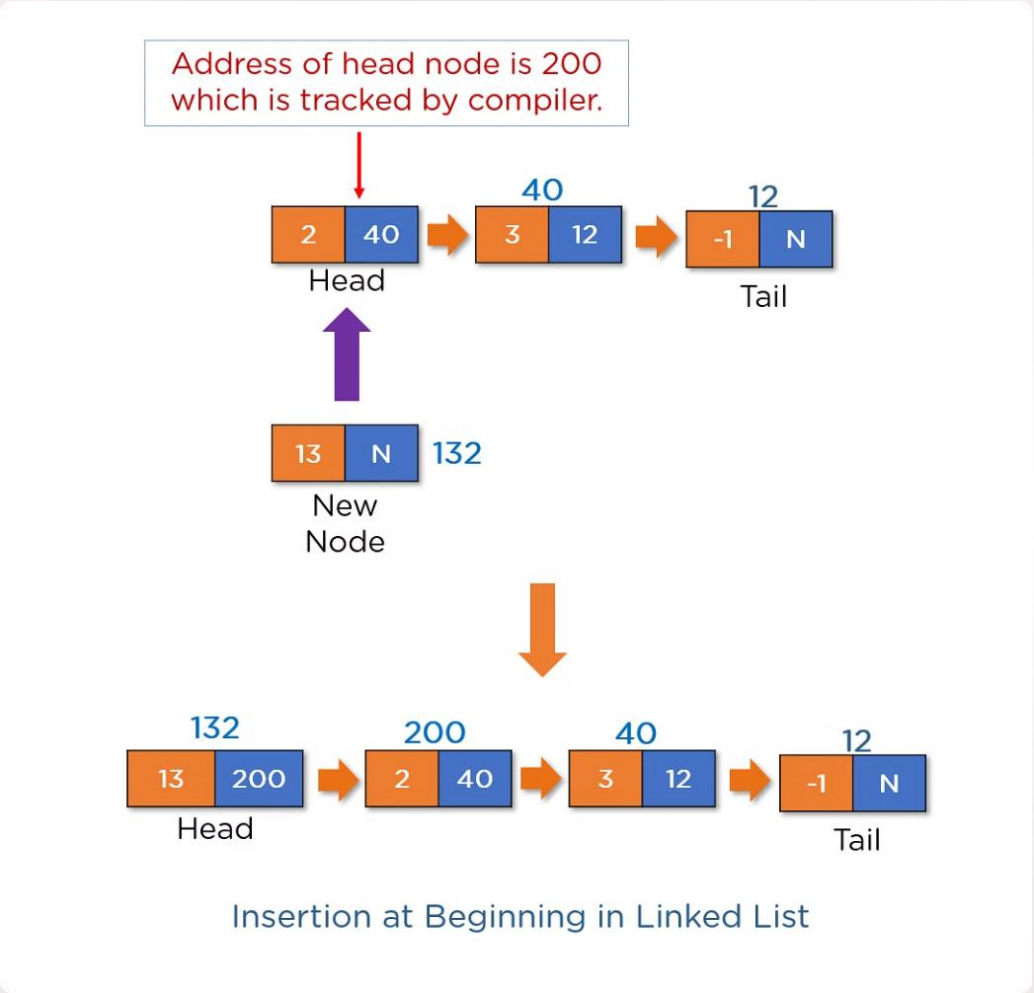 Address of head node is 200
which is tracked by compiler.
40
12
2 40
3 12
-1 N
Head
Tail
13 N
132
New
Node
132
200
40
12
13 200
2 40
3 12
-1 N
Head
Tail
Insertion at Beginning in Linked List